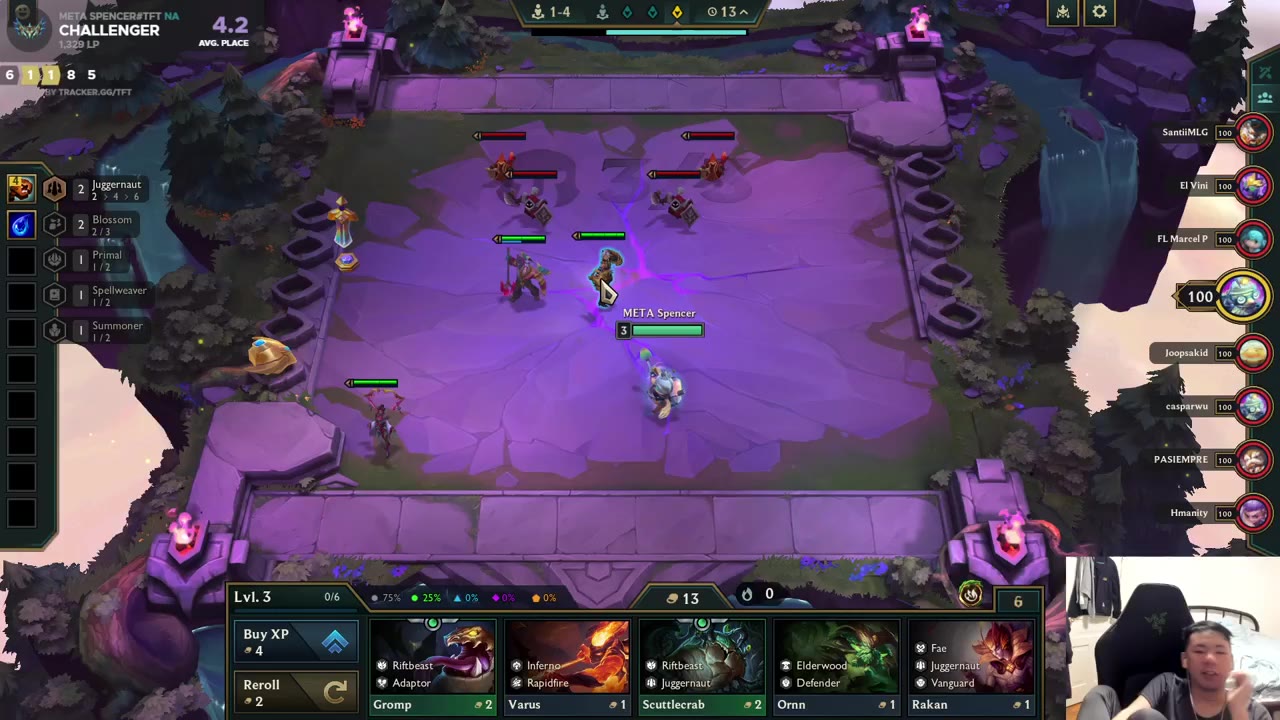 META SPENCER#TFT NA
CHALLENGER
1,329 LP
4.2
AVG. PLACE
6 1 1 8 5
BY TRACKER.GG/TFT
1-4
13
SantiiMLG 100
El Vini 100
FL Marcel P 100
100
Joopsakid 100
casparwu 100
PASIEMPRE 100
Hmanity 100
2 Juggernaut
2 > 4 > 6
2 Blossom
2 / 3
1 Primal
1 / 2
1 Spellweaver
1 / 2
1 Summoner
1 / 2
META Spencer
3
Lvl. 3 0/6
75% 25% 0% 0% 0%
13
0
6
Buy XP
4
Reroll
2
Riftbeast
Adaptor
Gromp 2
Inferno
Rapidfire
Varus 1
Riftbeast
Juggernaut
Scuttlecrab 2
Elderwood
Defender
Ornn 1
Fae
Juggernaut
Vanguard
Rakan 1